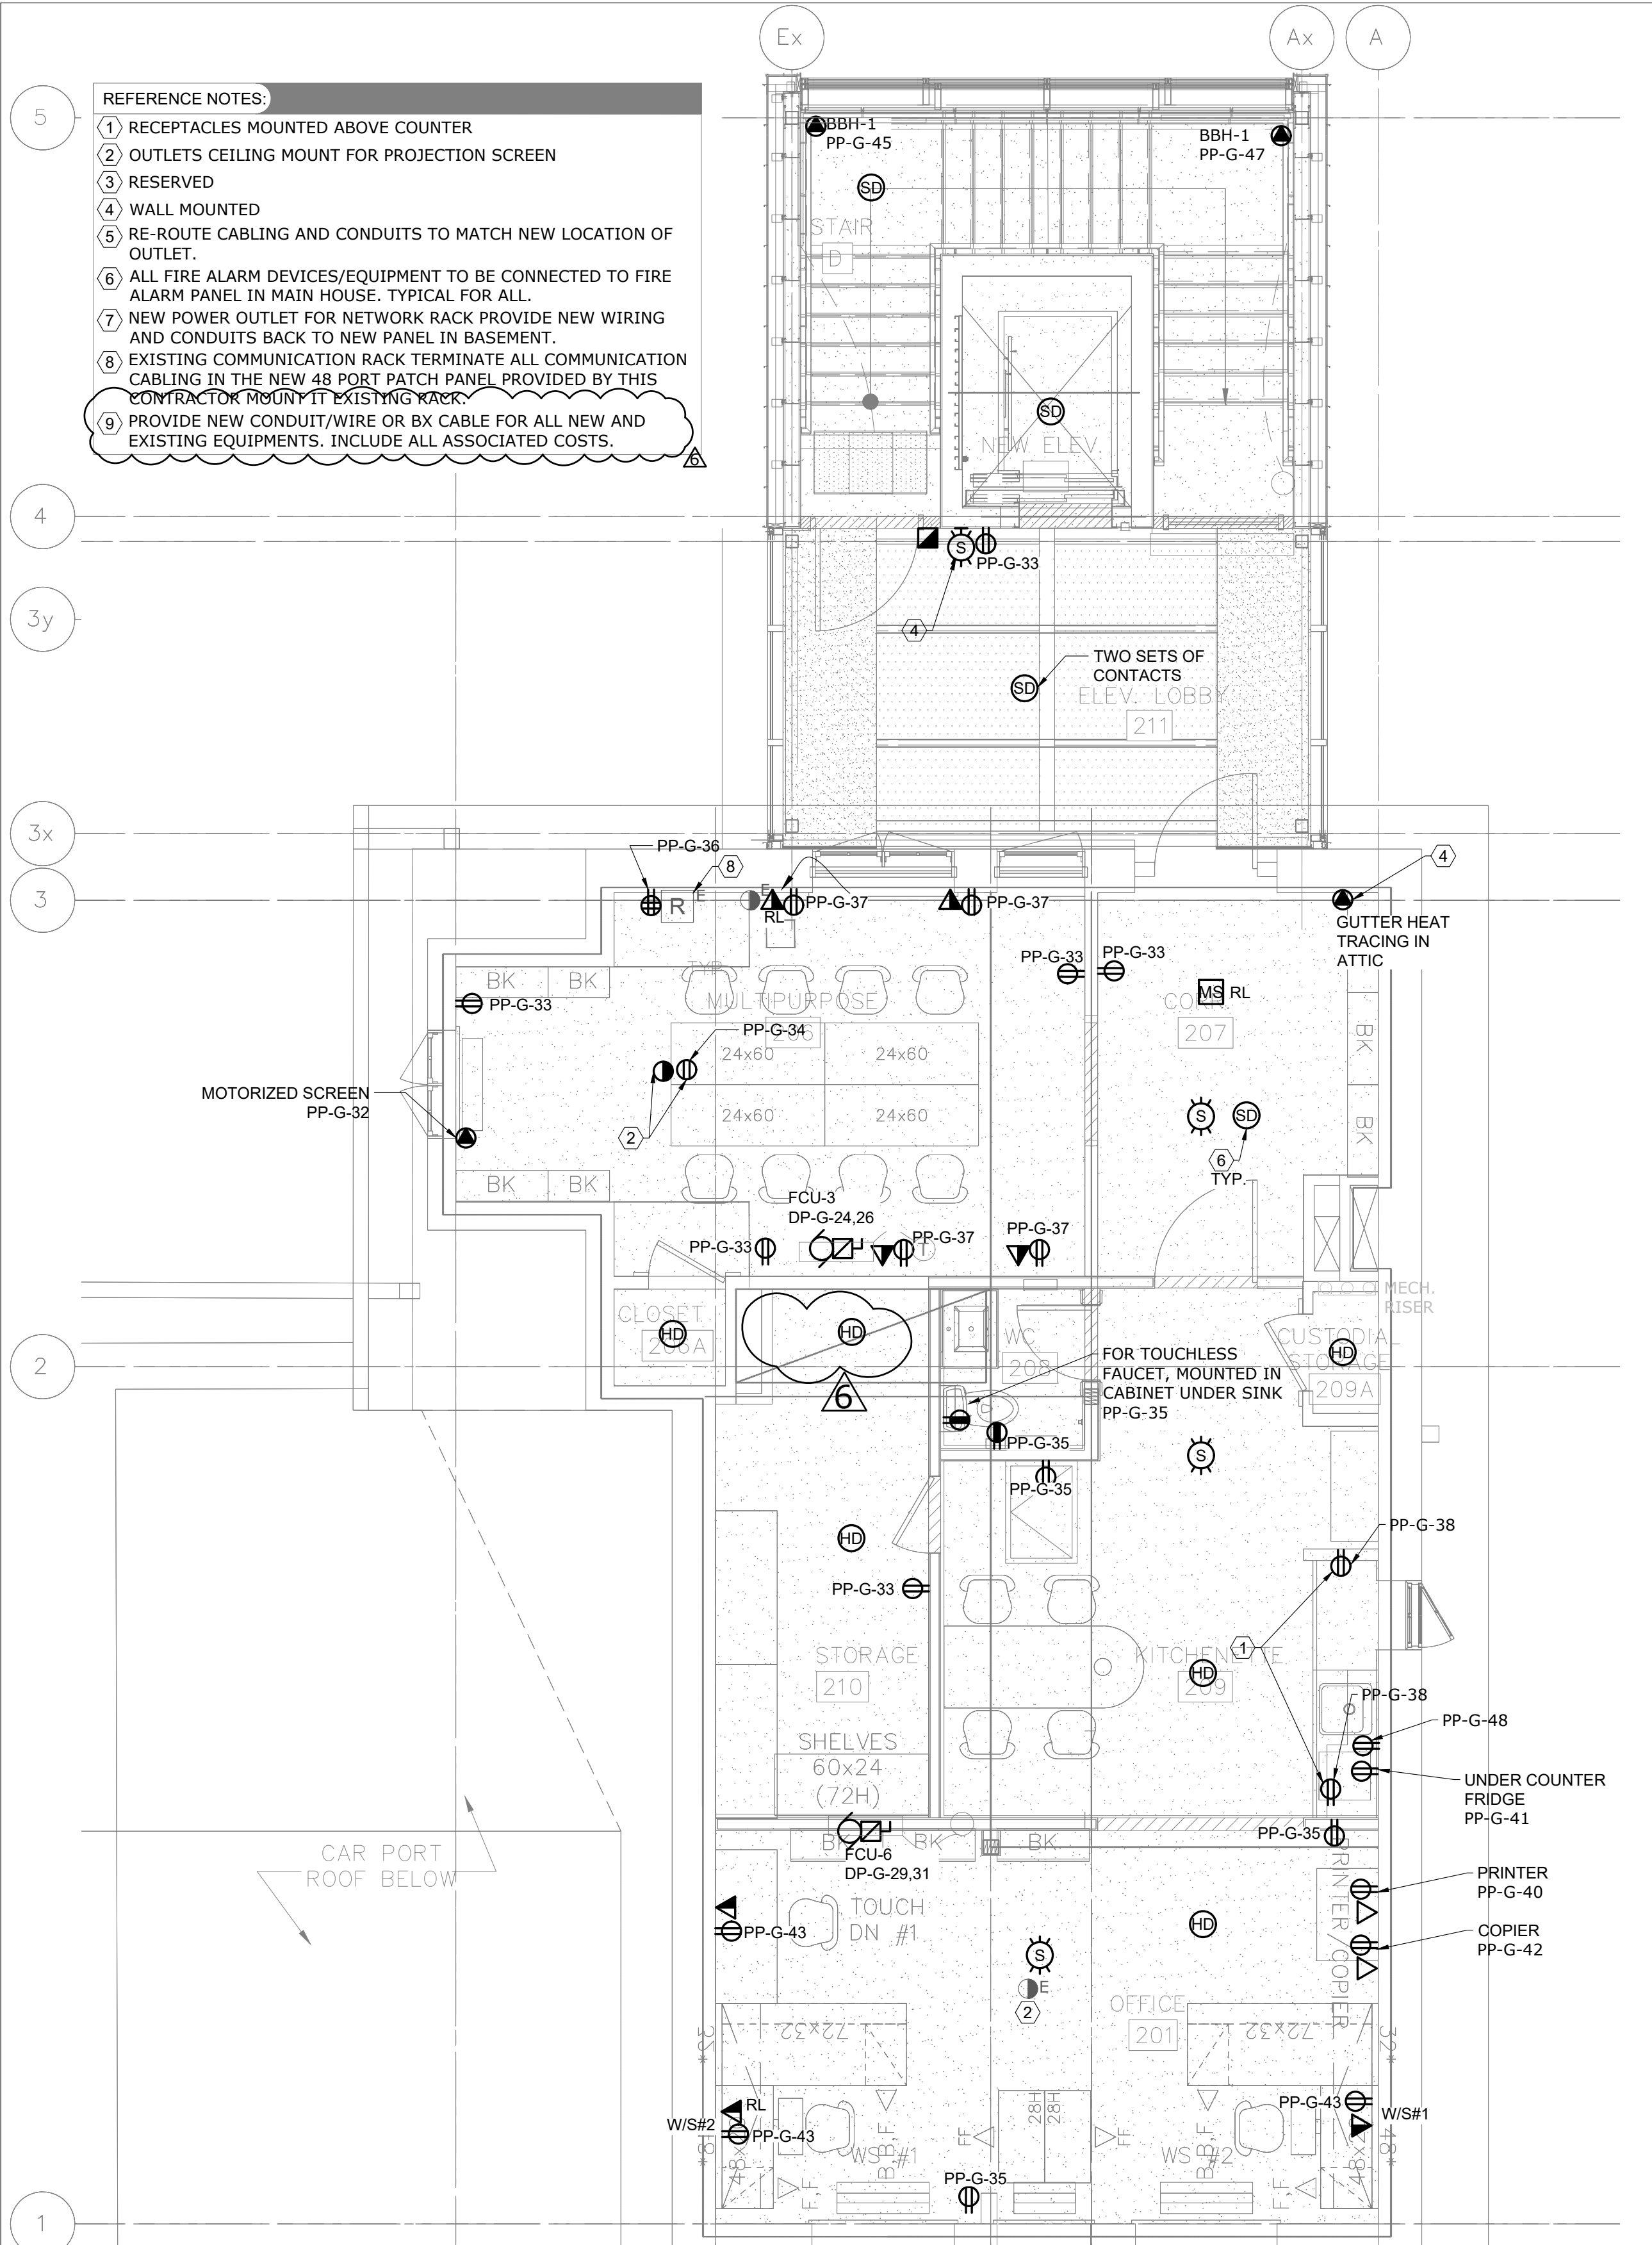 Ex
Ax
A
5
REFERENCE NOTES:
1 RECEPTACLES MOUNTED ABOVE COUNTER
2 OUTLETS CEILING MOUNT FOR PROJECTION SCREEN
3 RESERVED
4 WALL MOUNTED
5 RE-ROUTE CABLING AND CONDUITS TO MATCH NEW LOCATION OF
OUTLET.
6 ALL FIRE ALARM DEVICES/EQUIPMENT TO BE CONNECTED TO FIRE
ALARM PANEL IN MAIN HOUSE. TYPICAL FOR ALL.
7 NEW POWER OUTLET FOR NETWORK RACK PROVIDE NEW WIRING
AND CONDUITS BACK TO NEW PANEL IN BASEMENT.
8 EXISTING COMMUNICATION RACK TERMINATE ALL COMMUNICATION
CABLING IN THE NEW 48 PORT PATCH PANEL PROVIDED BY THIS
CONTRACTOR MOUNT IT EXISTING RACK.
9 PROVIDE NEW CONDUIT/WIRE OR BX CABLE FOR ALL NEW AND
EXISTING EQUIPMENTS. INCLUDE ALL ASSOCIATED COSTS.
6
BBH-1
PP-G-45
BBH-1
PP-G-47
SD
STAIR
D
SD
NEW ELEV.
4
S
PP-G-33
3y
4
TWO SETS OF
CONTACTS
SD
ELEV. LOBBY
211
3x
PP-G-36
8
4
3
R
E
E
RL
PP-G-37
PP-G-37
GUTTER HEAT
TRACING IN
ATTIC
PP-G-33
PP-G-33
TYP.
BK
BK
MULTIPURPOSE
206
PP-G-33
MS RL
CORR.
207
BK
PP-G-34
24x60
24x60
MOTORIZED SCREEN
PP-G-32
24x60
24x60
2
S
SD
BK
6
TYP.
BK
BK
FCU-3
DP-G-24,26
PP-G-33
PP-G-37
T
PP-G-37
MECH.
RISER
CLOSET
206A
HD
HD
WC
208
CUSTODIAL
STORAGE
HD
209A
2
6
FOR TOUCHLESS
FAUCET, MOUNTED IN
CABINET UNDER SINK
PP-G-35
PP-G-35
S
PP-G-35
HD
PP-G-38
PP-G-33
1
STORAGE
210
KITCHENETTE
HD
209
PP-G-38
PP-G-48
SHELVES
60x24
(72H)
UNDER COUNTER
FRIDGE
PP-G-41
BK
BK
BK
FCU-6
DP-G-29,31
PP-G-35
CAR PORT
ROOF BELOW
PRINTER / COPIER
PRINTER
PP-G-40
TOUCH
DN #1
PP-G-43
HD
COPIER
PP-G-42
S
E
2
OFFICE
201
72x32
72x32
32*
32*
RL
W/S#2
PP-G-43
28H
28H
PP-G-43
W/S#1
FF
FF
WS #1
WS #2
B,B,F
B,B,F
F,F
F,F
PP-G-35
1